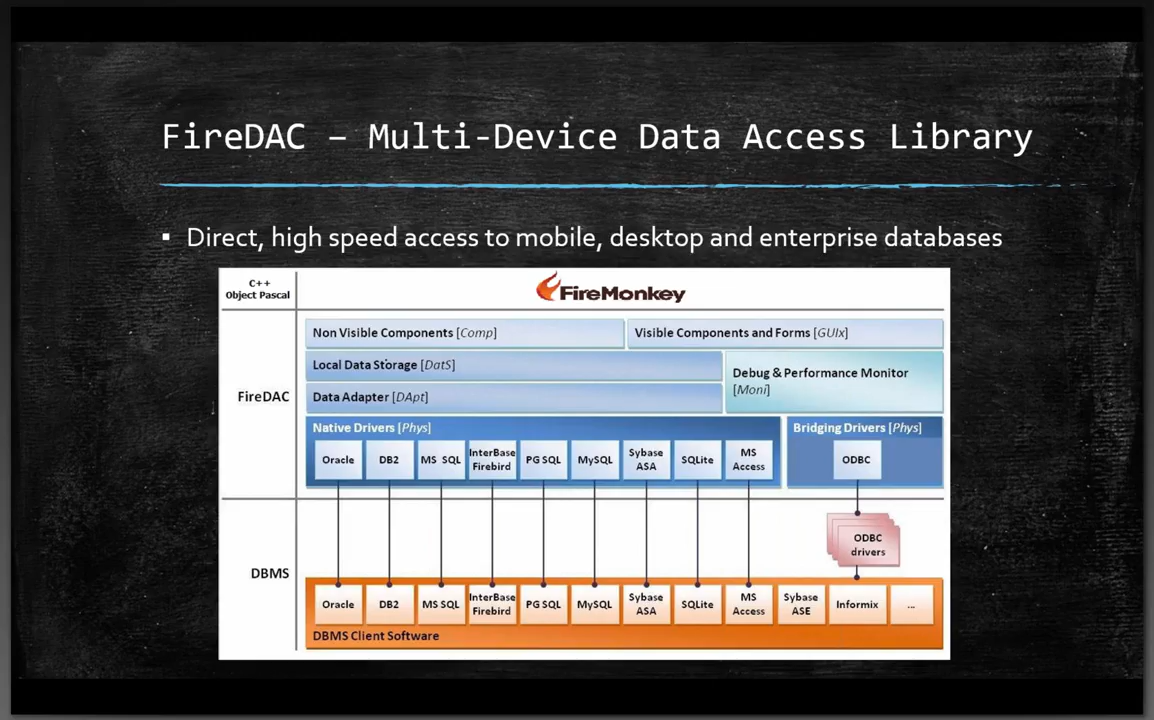 FireDAC – Multi-Device Data Access Library
▪ Direct, high speed access to mobile, desktop and enterprise databases
C++
Object Pascal
FireMonkey
FireDAC
Non Visible Components [Comp]
Visible Components and Forms [GUIx]
Local Data Storage [DatS]
Debug & Performance Monitor
[Moni]
Data Adapter [DApt]
Native Drivers [Phys]
Oracle
DB2
MS SQL
InterBase
Firebird
PG SQL
MySQL
Sybase
ASA
SQLite
MS
Access
Bridging Drivers [Phys]
ODBC
ODBC
drivers
DBMS
Oracle
DB2
MS SQL
InterBase
Firebird
PG SQL
MySQL
Sybase
ASA
SQLite
MS
Access
Sybase
ASE
Informix
...
DBMS Client Software